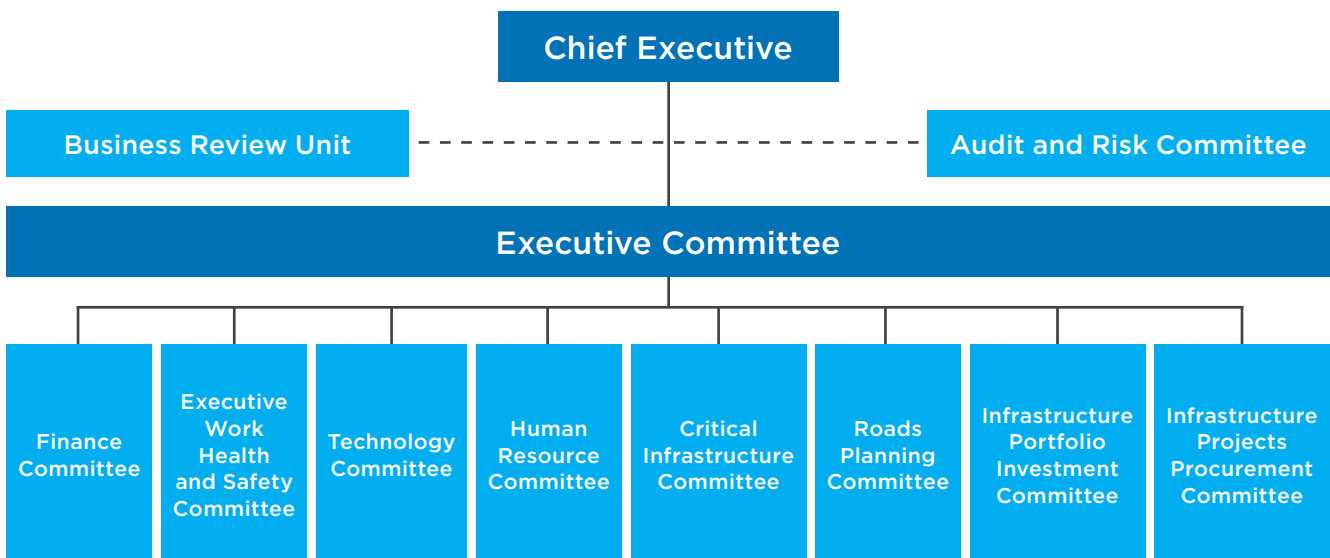 Chief Executive
Business Review Unit
Audit and Risk Committee
Executive Committee
Finance
Committee
Executive
Work
Health
and Safety
Committee
Technology
Committee
Human
Resource
Committee
Critical
Infrastructure
Committee
Roads
Planning
Committee
Infrastructure
Portfolio
Investment
Committee
Infrastructure
Projects
Procurement
Committee